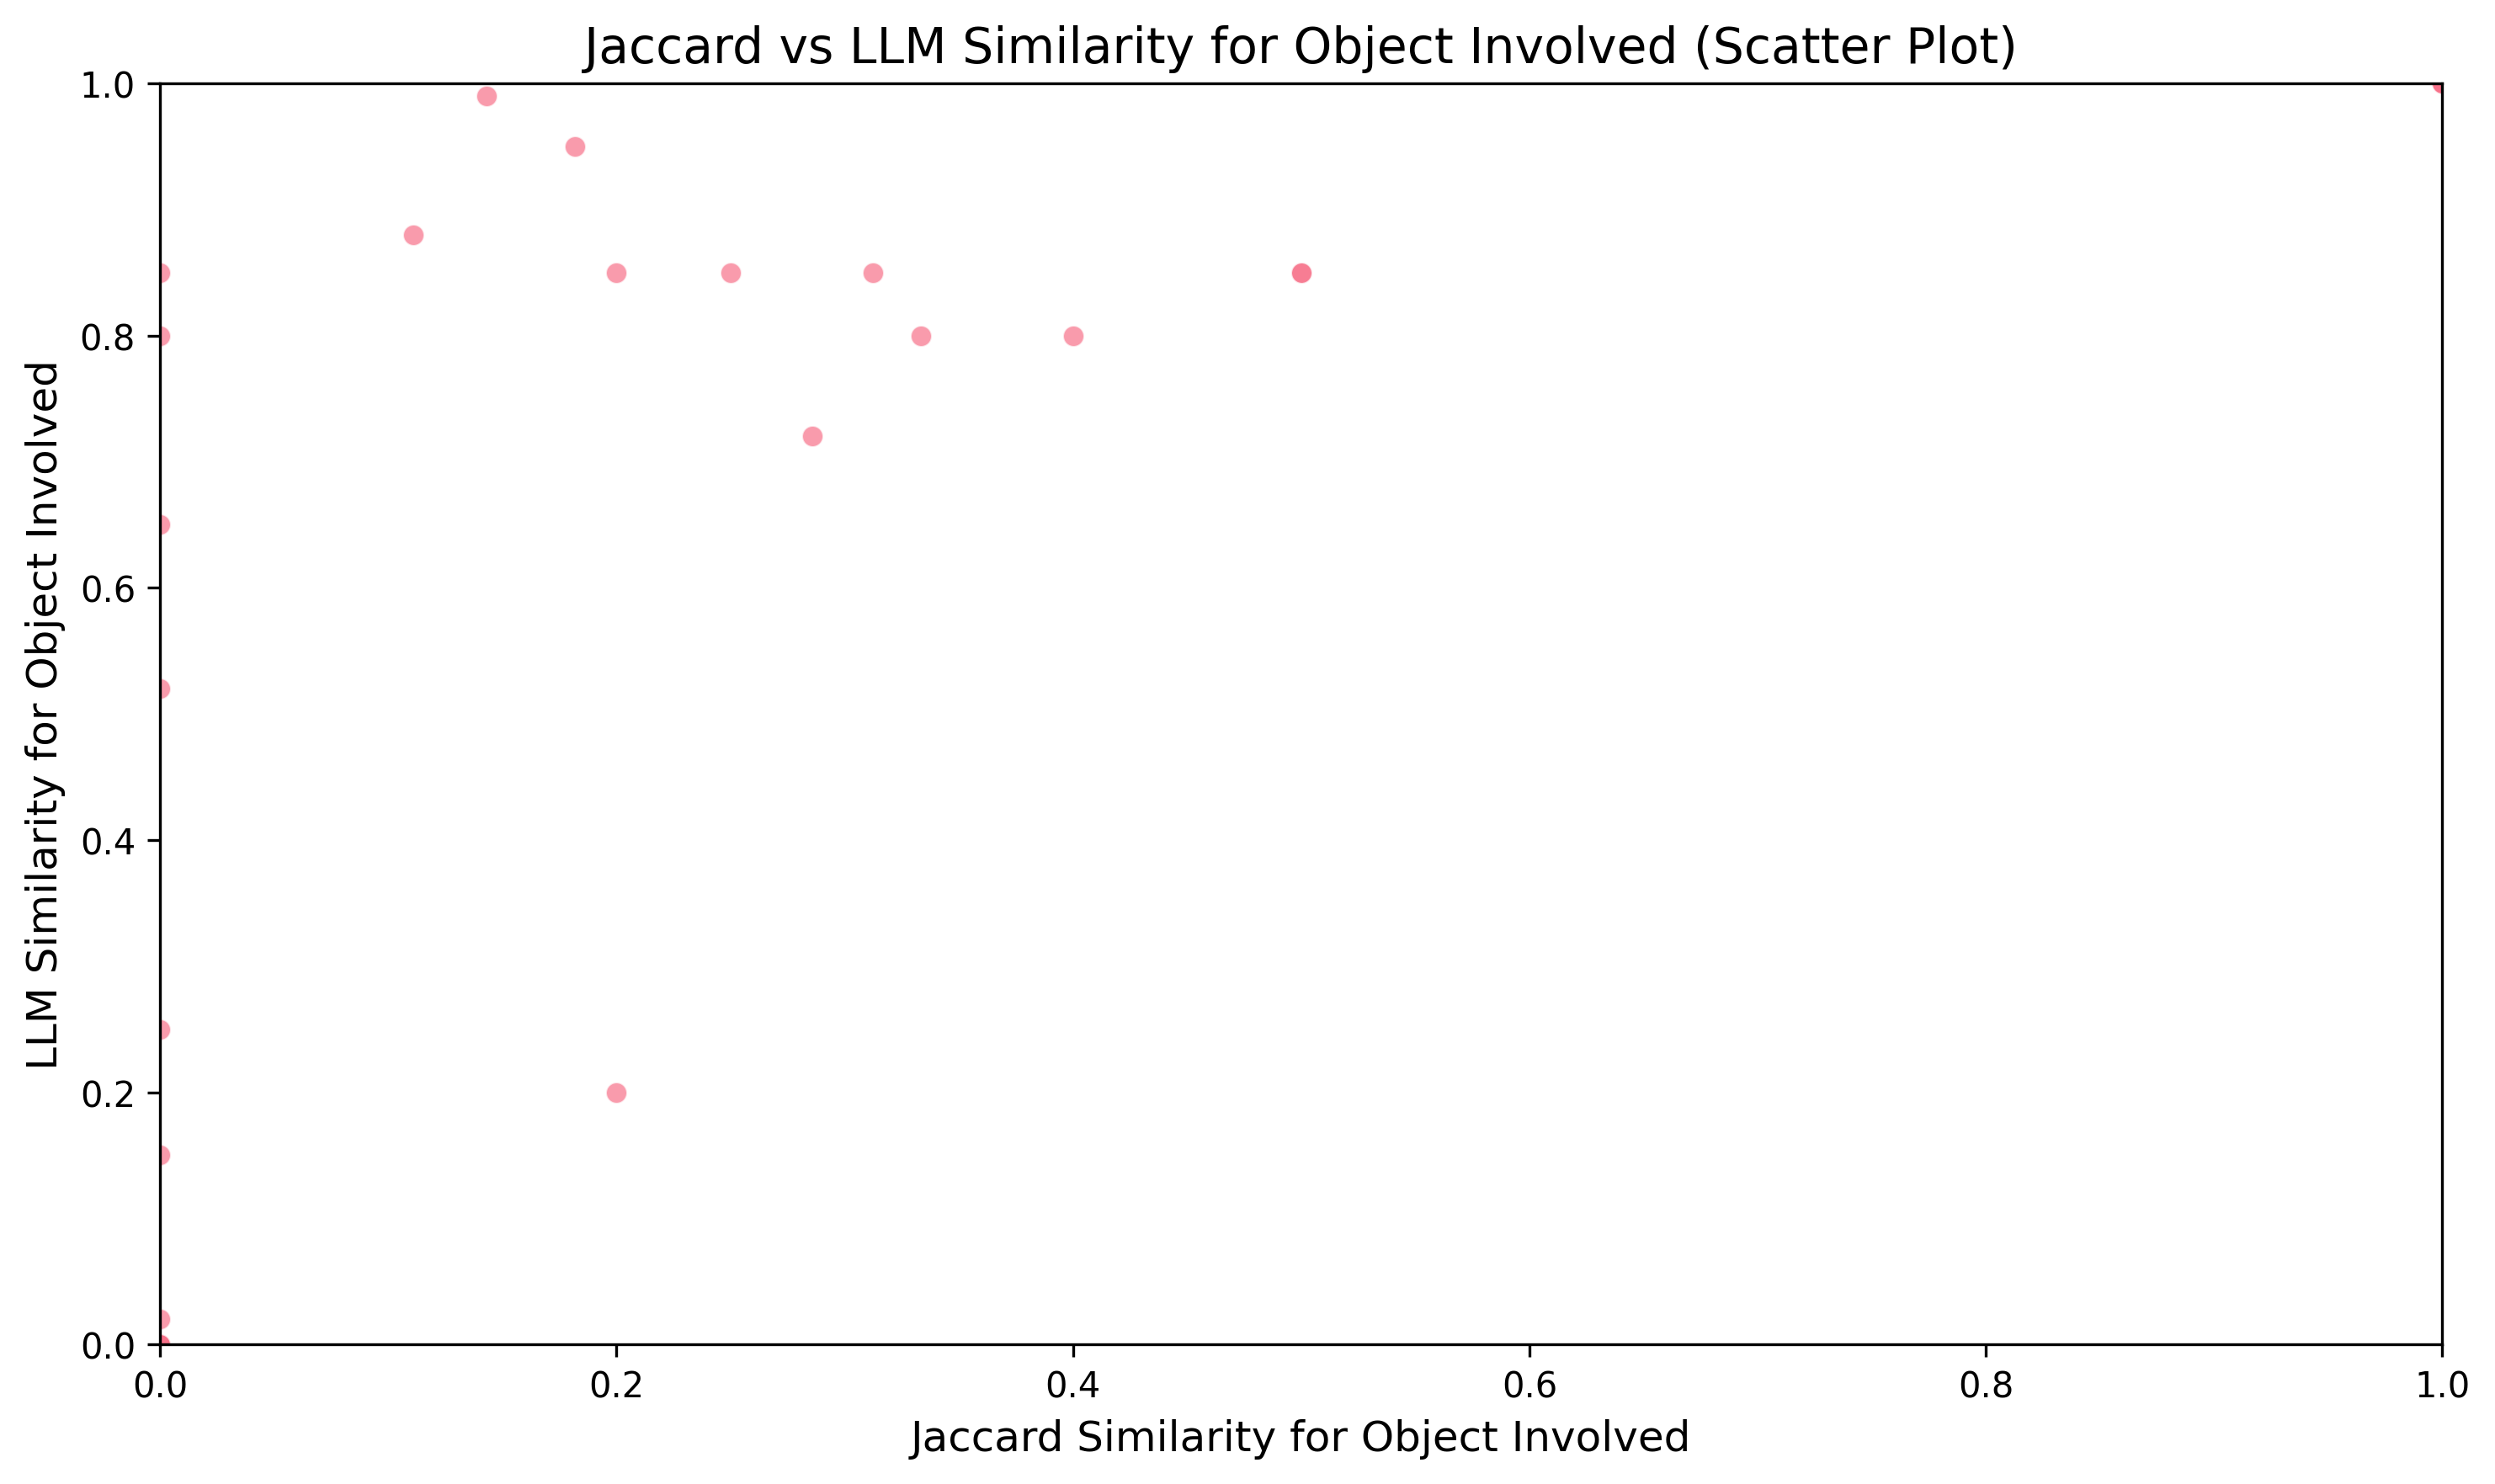 Jaccard vs LLM Similarity for Object Involved (Scatter Plot)
LLM Similarity for Object Involved
1.0
0.8
0.6
0.4
0.2
0.0
0.0 0.2 0.4 0.6 0.8 1.0
Jaccard Similarity for Object Involved